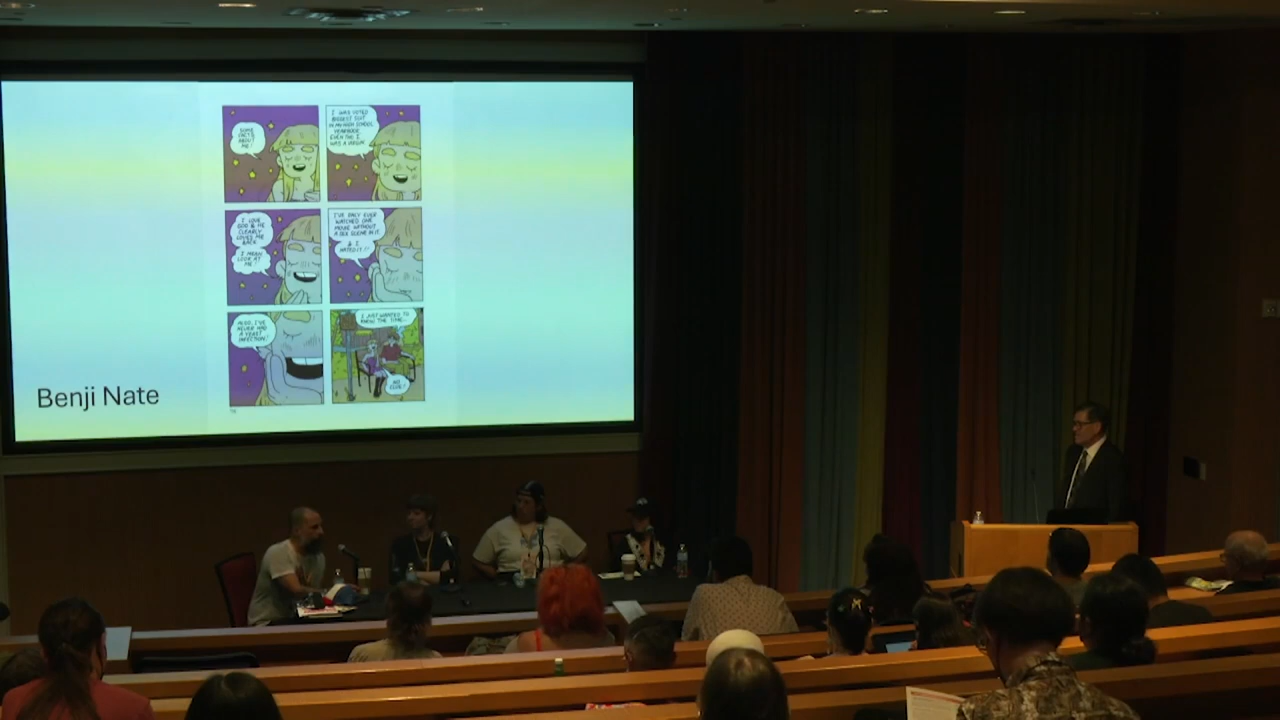 SOME
FACTS
ABOUT
ME!
I WAS VOTED
BIGGEST SLUT
IN MY HIGH SCHOOL
YEARBOOK,
EVEN THO I
WAS A VIRGIN.
I LOVE
GOD & HE
CLEARLY
LOVES ME
BACK.
I MEAN
LOOK AT
ME!
I'VE ONLY EVER
WATCHED ONE
MOVIE WITHOUT
A SEX SCENE IN IT
& I
HATED IT!!
ALSO, I'VE
NEVER HAD
A YEAST
INFECTION!
I JUST WANTED TO
KNOW THE TIME...
NO
Benji Nate